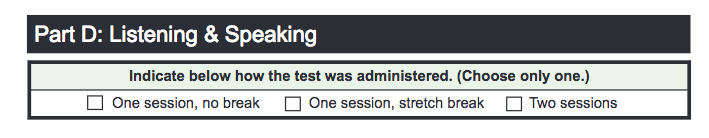 Part D: Listening & Speaking
Indicate below how the test was administered. (Choose only one.)
One session, no break One session, stretch break Two sessions